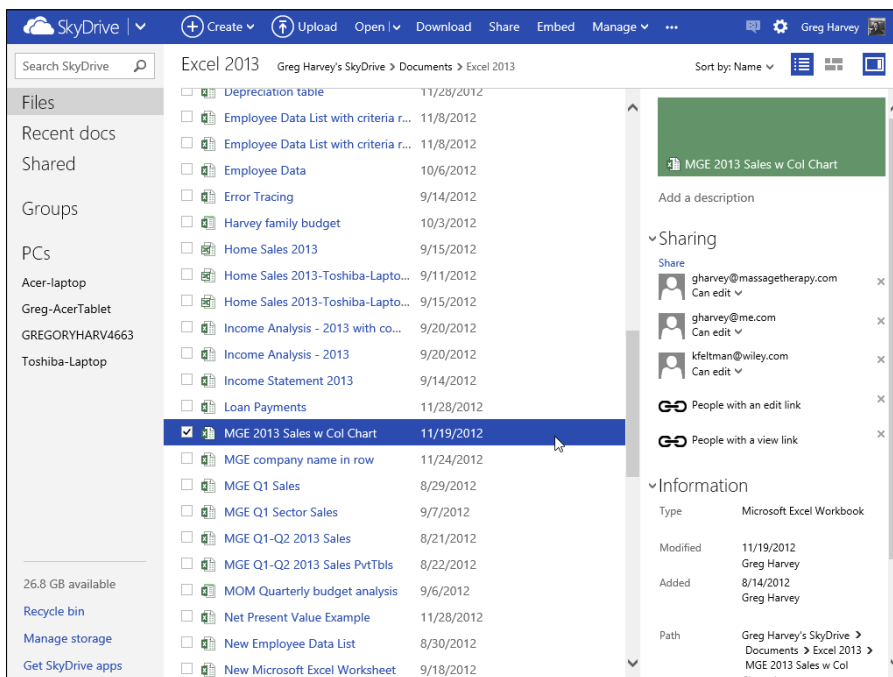 SkyDrive Create Upload Open Download Share Embed Manage ••• Greg Harvey
Search SkyDrive
Excel 2013 Greg Harvey's SkyDrive > Documents > Excel 2013 Sort by: Name
Files
Recent docs
Shared
Groups
PCs
Acer-laptop
Greg-AcerTablet
GREGORYHARV4663
Toshiba-Laptop
26.8 GB available
Recycle bin
Manage storage
Get SkyDrive apps
Depreciation table 11/28/2012
Employee Data List with criteria r... 11/8/2012
Employee Data List with criteria r... 11/8/2012
Employee Data 10/6/2012
Error Tracing 9/14/2012
Harvey family budget 10/3/2012
Home Sales 2013 9/15/2012
Home Sales 2013-Toshiba-Lapto... 9/11/2012
Home Sales 2013-Toshiba-Lapto... 9/15/2012
Income Analysis - 2013 with co... 9/20/2012
Income Analysis - 2013 9/20/2012
Income Statement 2013 9/14/2012
Loan Payments 11/28/2012
MGE 2013 Sales w Col Chart 11/19/2012
MGE company name in row 11/24/2012
MGE Q1 Sales 8/29/2012
MGE Q1 Sector Sales 9/7/2012
MGE Q1-Q2 2013 Sales 8/21/2012
MGE Q1-Q2 2013 Sales PvtTbls 8/22/2012
MOM Quarterly budget analysis 9/6/2012
Net Present Value Example 11/28/2012
New Employee Data List 8/30/2012
New Microsoft Excel Worksheet 9/18/2012
MGE 2013 Sales w Col Chart
Add a description
Sharing
Share
gharvey@massagetherapy.com
Can edit
gharvey@me.com
Can edit
kfeltman@wiley.com
Can edit
People with an edit link
People with a view link
Information
Type Microsoft Excel Workbook
Modified 11/19/2012
Greg Harvey
Added 8/14/2012
Greg Harvey
Path Greg Harvey's SkyDrive >
Documents > Excel 2013 >
MGE 2013 Sales w Col